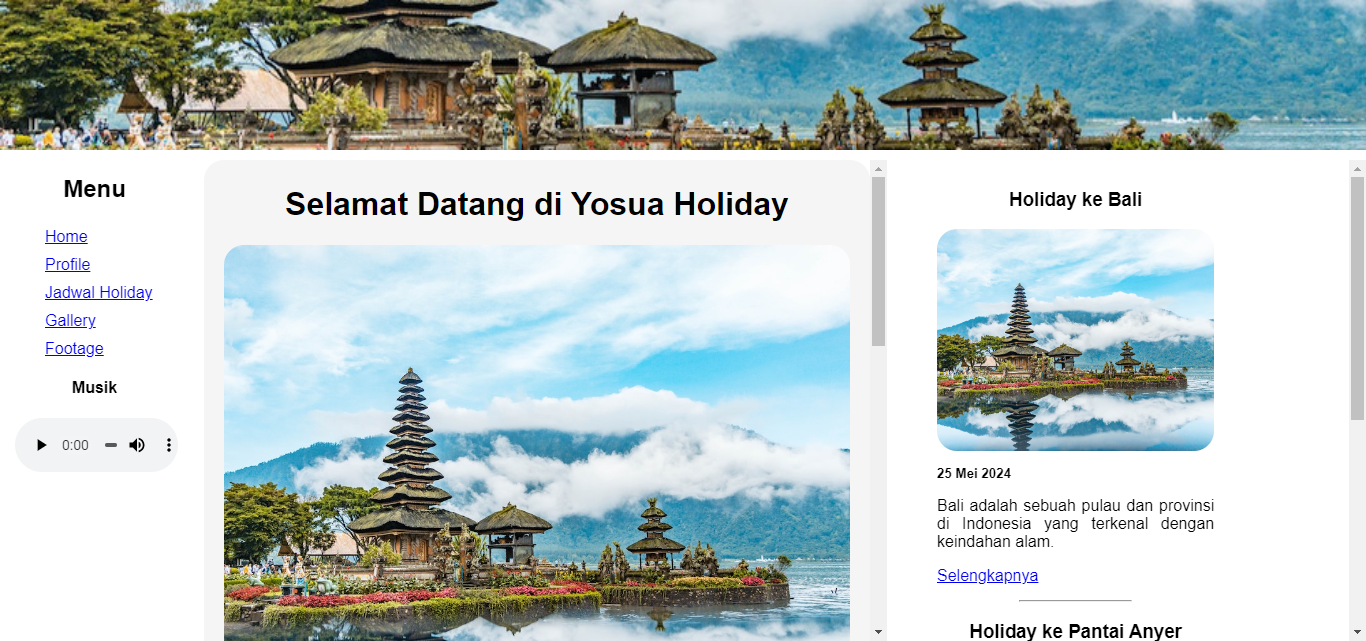 Menu
Home
Profile
Jadwal Holiday
Gallery
Footage
Musik
0:00
Selamat Datang di Yosua Holiday
Holiday ke Bali
25 Mei 2024
Bali adalah sebuah pulau dan provinsi
di Indonesia yang terkenal dengan
keindahan alam.
Selengkapnya
Holiday ke Pantai Anyer